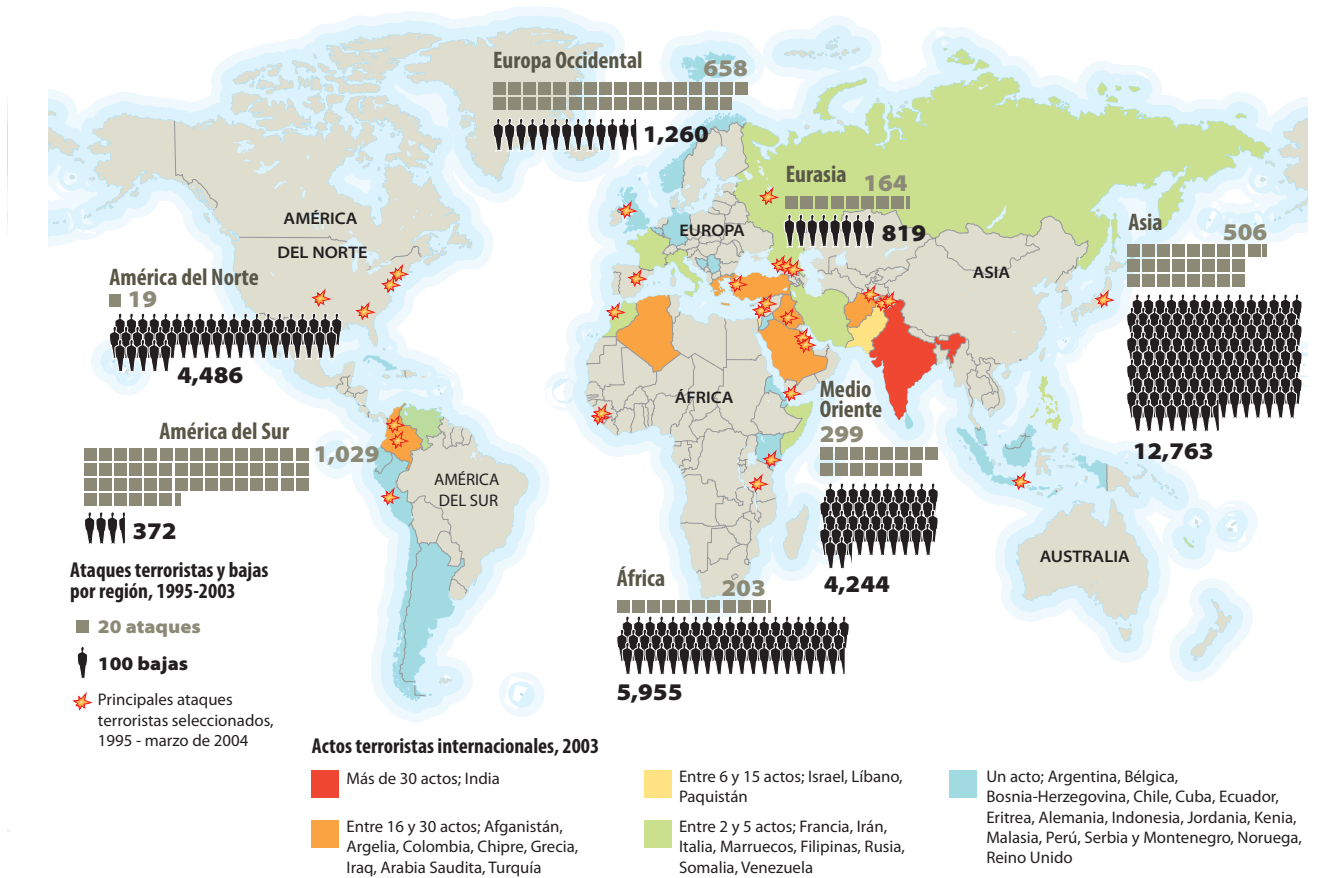 Europa Occidental
658
1,260
Eurasia
164
819
Asia
506
12,763
AMÉRICA
DEL NORTE
EUROPA
ASIA
América del Norte
19
4,486
ÁFRICA
Medio
Oriente
299
4,244
América del Sur
1,029
372
AMÉRICA
DEL SUR
AUSTRALIA
África
203
5,955
Ataques terroristas y bajas
por región, 1995-2003
20 ataques
100 bajas
Principales ataques
terroristas seleccionados,
1995 - marzo de 2004
Actos terroristas internacionales, 2003
Más de 30 actos; India
Entre 16 y 30 actos; Afganistán,
Argelia, Colombia, Chipre, Grecia,
Iraq, Arabia Saudita, Turquía
Entre 6 y 15 actos; Israel, Líbano,
Paquistán
Entre 2 y 5 actos; Francia, Irán,
Italia, Marruecos, Filipinas, Rusia,
Somalia, Venezuela
Un acto; Argentina, Bélgica,
Bosnia-Herzegovina, Chile, Cuba, Ecuador,
Eritrea, Alemania, Indonesia, Jordania, Kenia,
Malasia, Perú, Serbia y Montenegro, Noruega,
Reino Unido